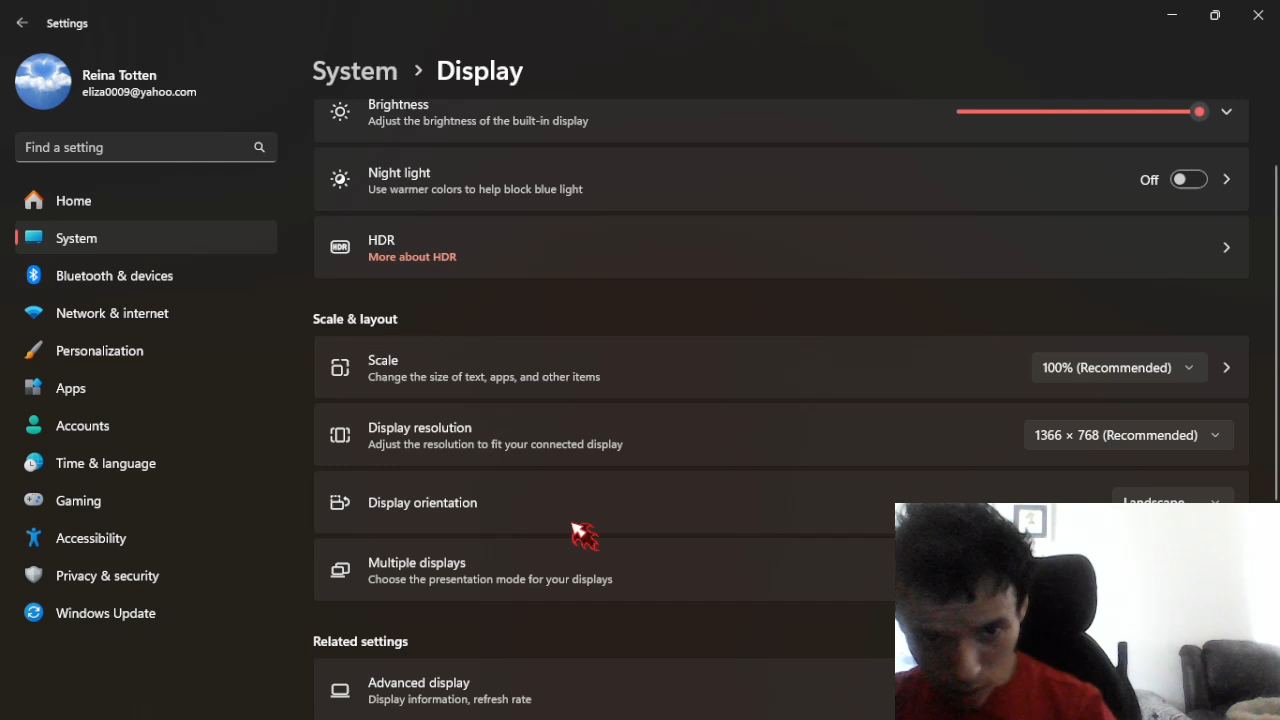 Settings
Reina Totten
eliza0009@yahoo.com
Find a setting
Home
System
Bluetooth & devices
Network & internet
Personalization
Apps
Accounts
Time & language
Gaming
Accessibility
Privacy & security
Windows Update
System > Display
Brightness
Adjust the brightness of the built-in display
Night light
Use warmer colors to help block blue light
Off
HDR
HDR
More about HDR
Scale & layout
Scale
Change the size of text, apps, and other items
100% (Recommended)
Display resolution
Adjust the resolution to fit your connected display
1366 × 768 (Recommended)
Display orientation
Landscape
Multiple displays
Choose the presentation mode for your displays
Related settings
Advanced display
Display information, refresh rate